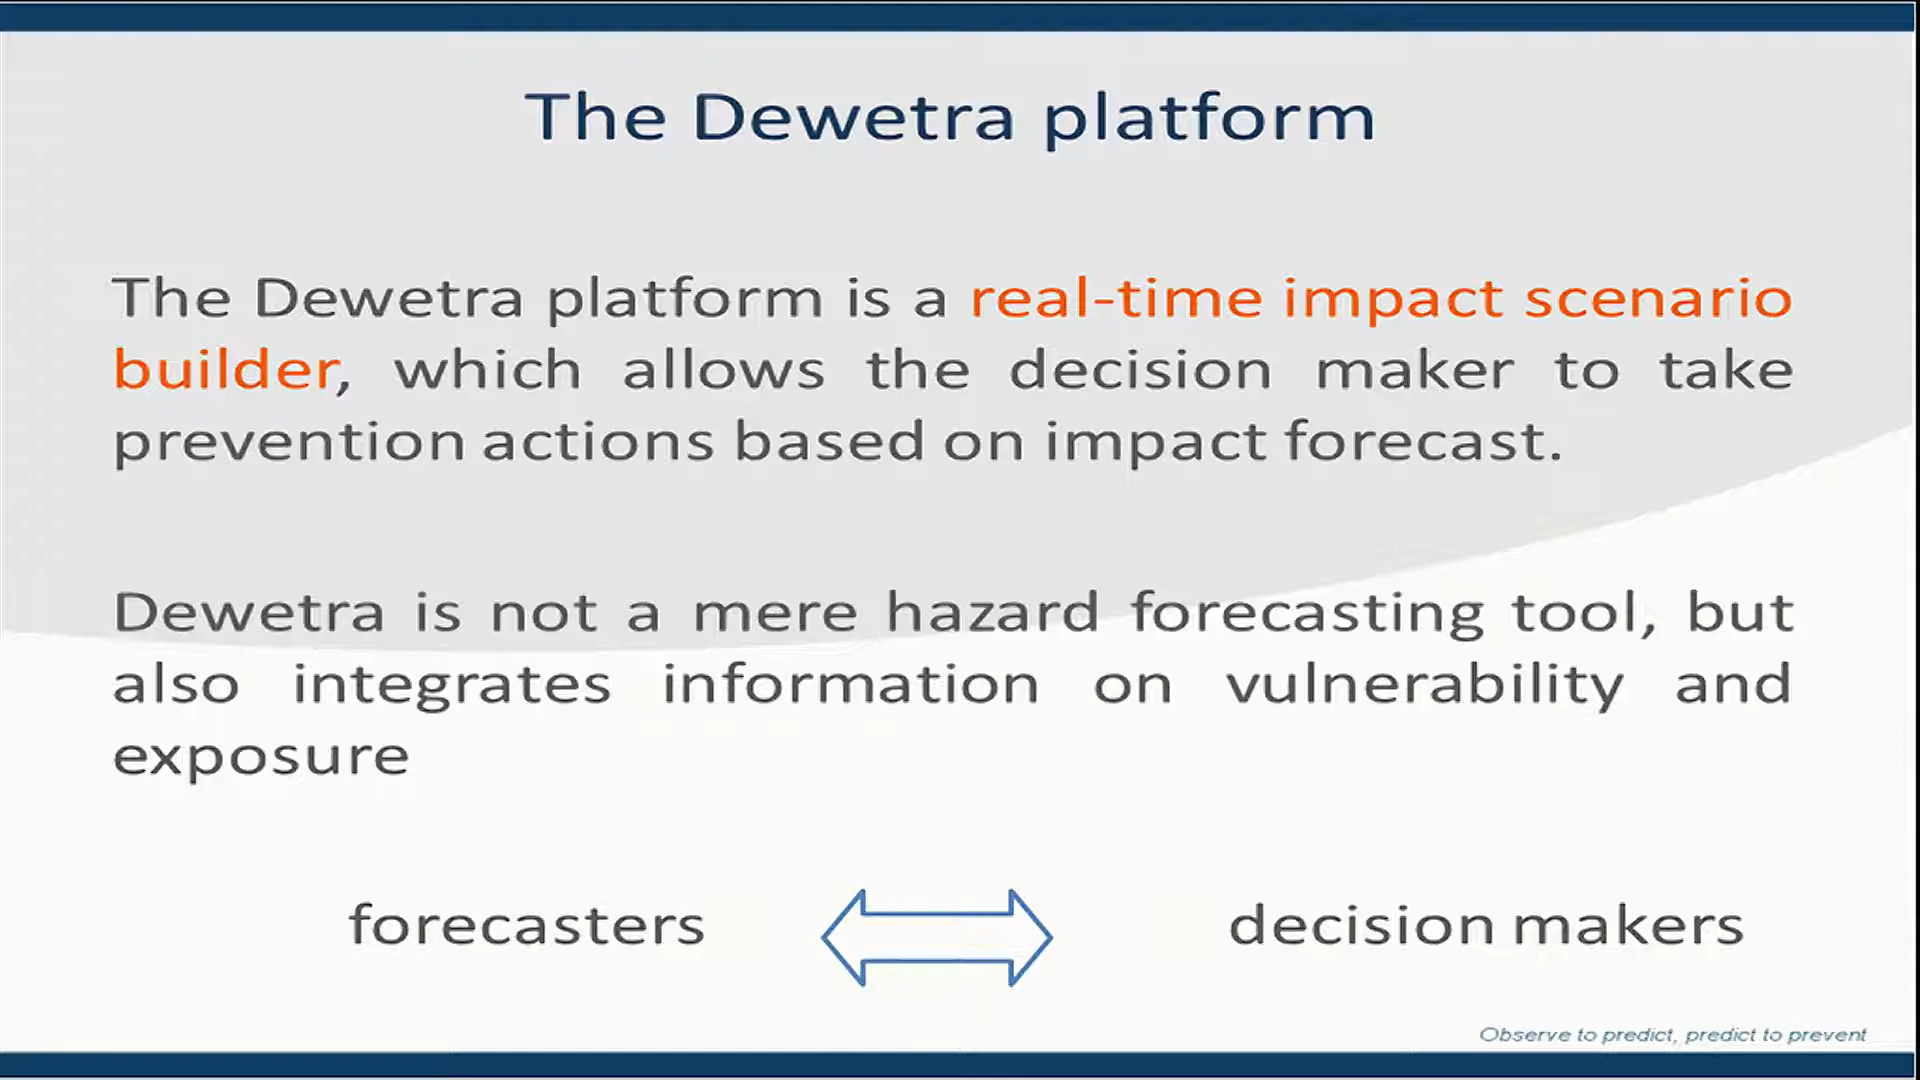 The Dewetra platform
The Dewetra platform is a real-time impact scenario
builder, which allows the decision maker to take
prevention actions based on impact forecast.
Dewetra is not a mere hazard forecasting tool, but
also integrates information on vulnerability and
exposure
forecasters decision makers
Observe to predict, predict to prevent